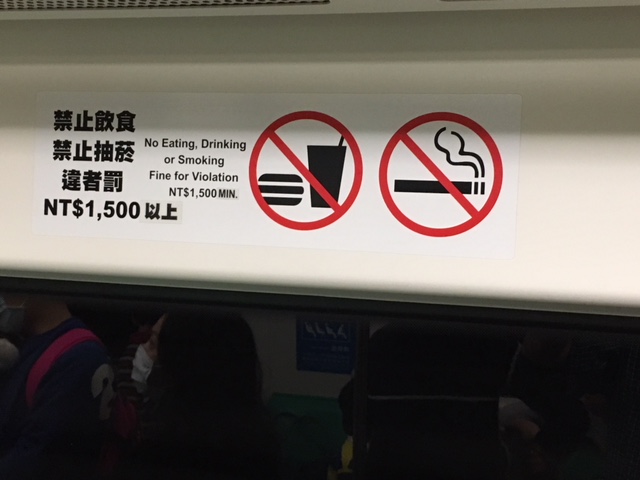 禁止飲食
禁止抽菸
違者罰
NT$1,500以上
No Eating, Drinking
or Smoking
Fine for Violation
NT$1,500 MIN.